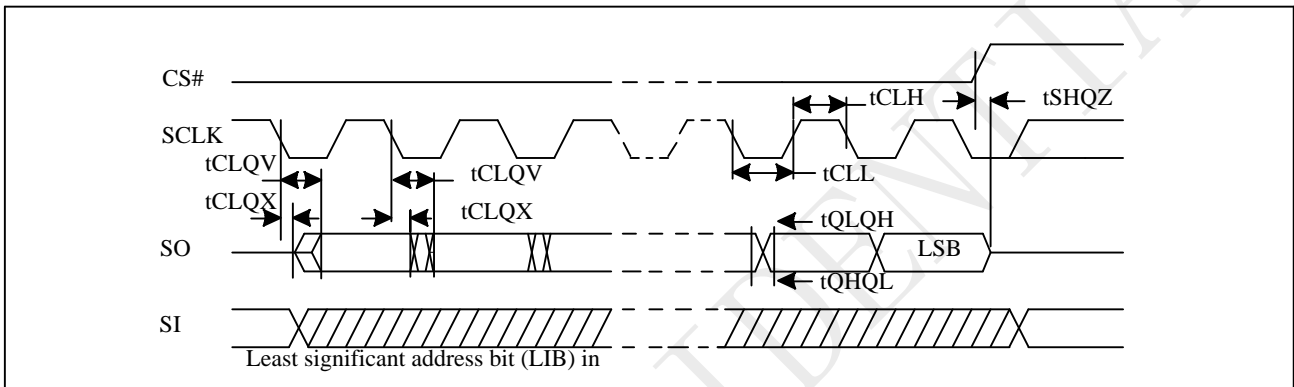 CS#
tCLH
tSHQZ
SCLK
tCLQV
tCLQV
tCLL
tCLQX
tCLQX
tQLQH
SO
LSB
tQHQL
SI
Least significant address bit (LIB) in